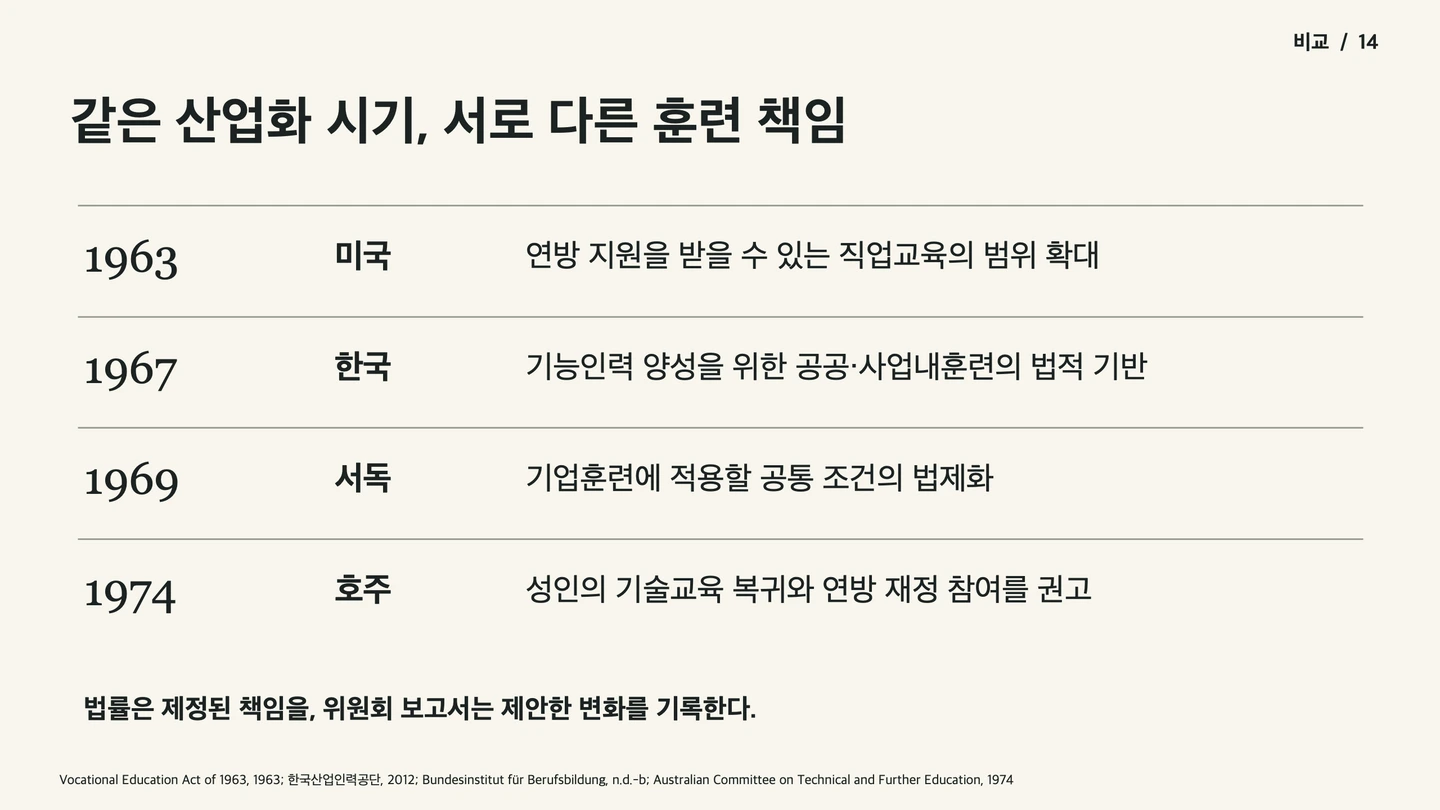 비교 / 14
같은 산업화 시기, 서로 다른 훈련 책임
1963 미국 연방 지원을 받을 수 있는 직업교육의 범위 확대
1967 한국 기능인력 양성을 위한 공공·사업내훈련의 법적 기반
1969 서독 기업훈련에 적용할 공통 조건의 법제화
1974 호주 성인의 기술교육 복귀와 연방 재정 참여를 권고
법률은 제정된 책임을, 위원회 보고서는 제안한 변화를 기록한다.
Vocational Education Act of 1963, 1963; 한국산업인력공단, 2012; Bundesinstitut für Berufsbildung, n.d.-b; Australian Committee on Technical and Further Education, 1974